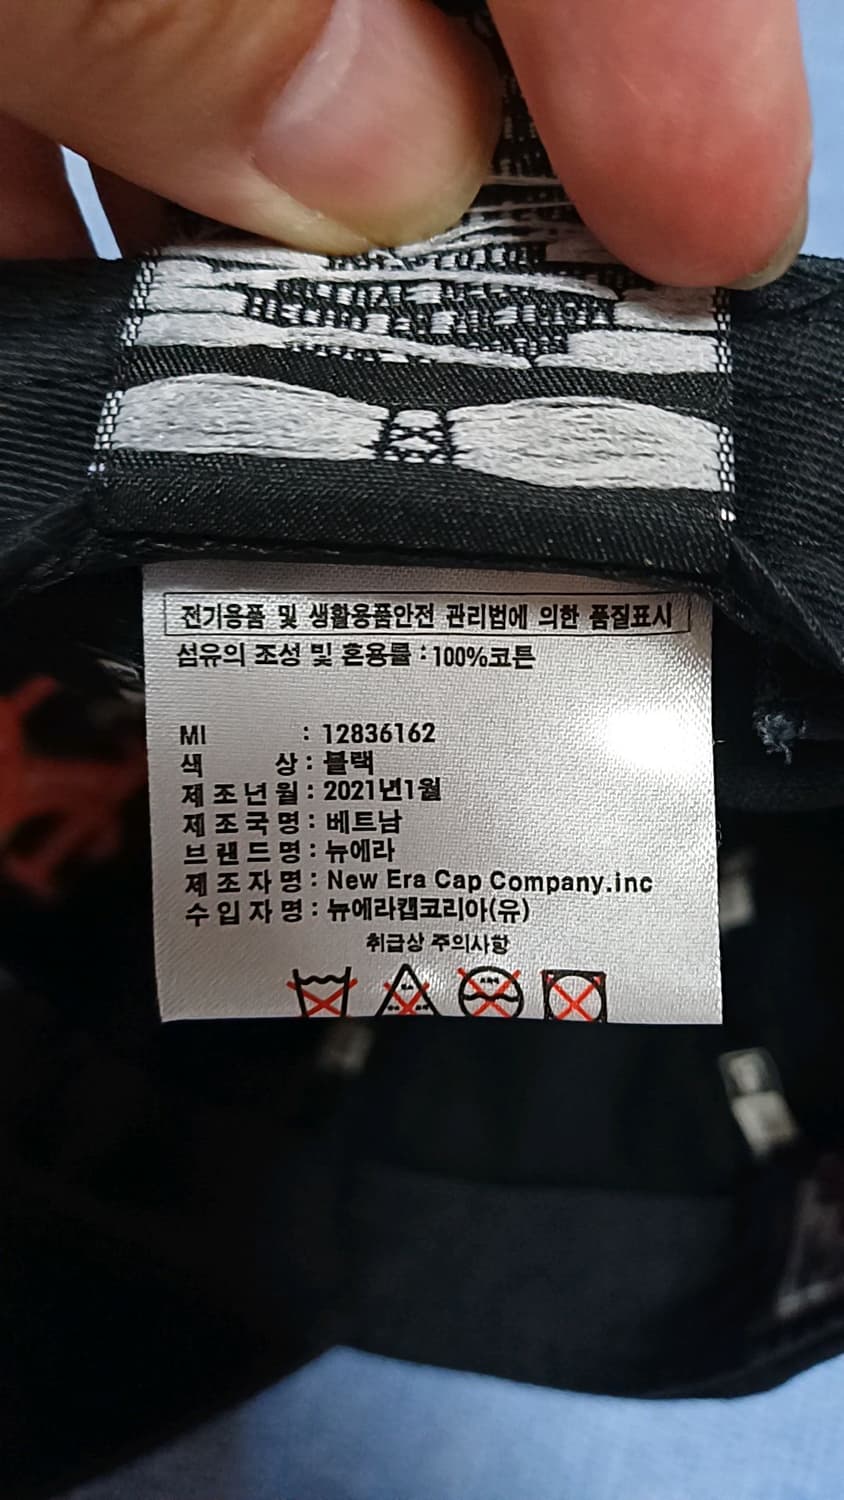 전기용품 및 생활용품안전 관리법에 의한 품질표시
섬유의 조성 및 혼용률 : 100%코튼
MI : 12836162
색 상 : 블랙
제조년월 : 2021년1월
제조국명 : 베트남
브랜드명 : 뉴에라
제조자명 : New Era Cap Company.inc
수입자명 : 뉴에라캡코리아(유)
취급상 주의사항